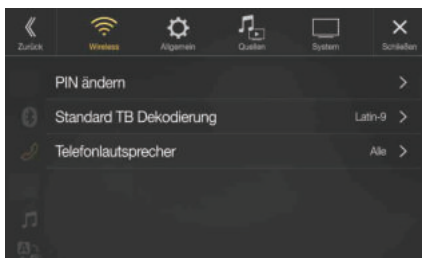 Zurück
Wireless
Allgemein
Quellen
System
Schließen
PIN ändern
Standard TB Dekodierung
Latin-9
Telefonlautsprecher
Alle